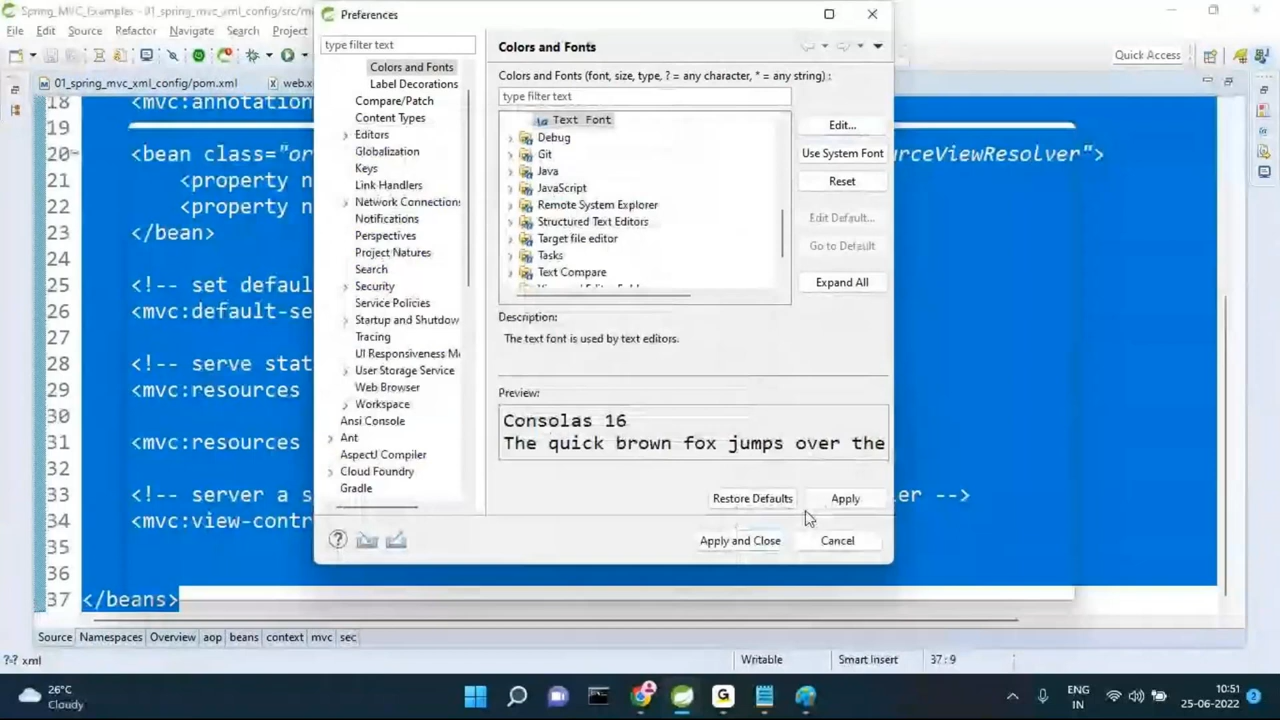 Spring_MVC_Examples - 01_spring_mvc_xml_config/src/m
Preferences
File Edit Source Refactor Navigate Search Project
Quick Access
01_spring_mvc_xml_config/pom.xml
web.x
type filter text
Colors and Fonts
Label Decorations
Compare/Patch
Content Types
Editors
Globalization
Keys
Link Handlers
Network Connection:
Notifications
Perspectives
Project Natures
Search
Security
Service Policies
Startup and Shutdow
Tracing
UI Responsiveness M
User Storage Service
Web Browser
Workspace
Ansi Console
Ant
AspectJ Compiler
Cloud Foundry
Gradle
Colors and Fonts
Colors and Fonts (font, size, type, ? = any character, * = any string) :
type filter text
Text Font
Debug
Git
Java
JavaScript
Remote System Explorer
Structured Text Editors
Target file editor
Tasks
Text Compare
Edit...
Use System Font
Reset
Edit Default...
Go to Default
Expand All
Description:
The text font is used by text editors.
Preview:
Consolas 16
The quick brown fox jumps over the
Restore Defaults
Apply
Apply and Close
Cancel
18 <mvc:annotation
19
20 <bean class="or rceViewResolver">
21 <property n
22 <property n
23 </bean>
24
25 <!-- set defaul
26 <mvc:default-se
27
28 <!-- serve stat
29 <mvc:resources
30
31 <mvc:resources
32
33 <!-- server a s er -->
34 <mvc:view-contr
35
36
37 </beans>
Source Namespaces Overview aop beans context mvc sec
xml
Writable
Smart Insert
37 : 9
26°C
Cloudy
ENG
IN
10:51
25-06-2022
2